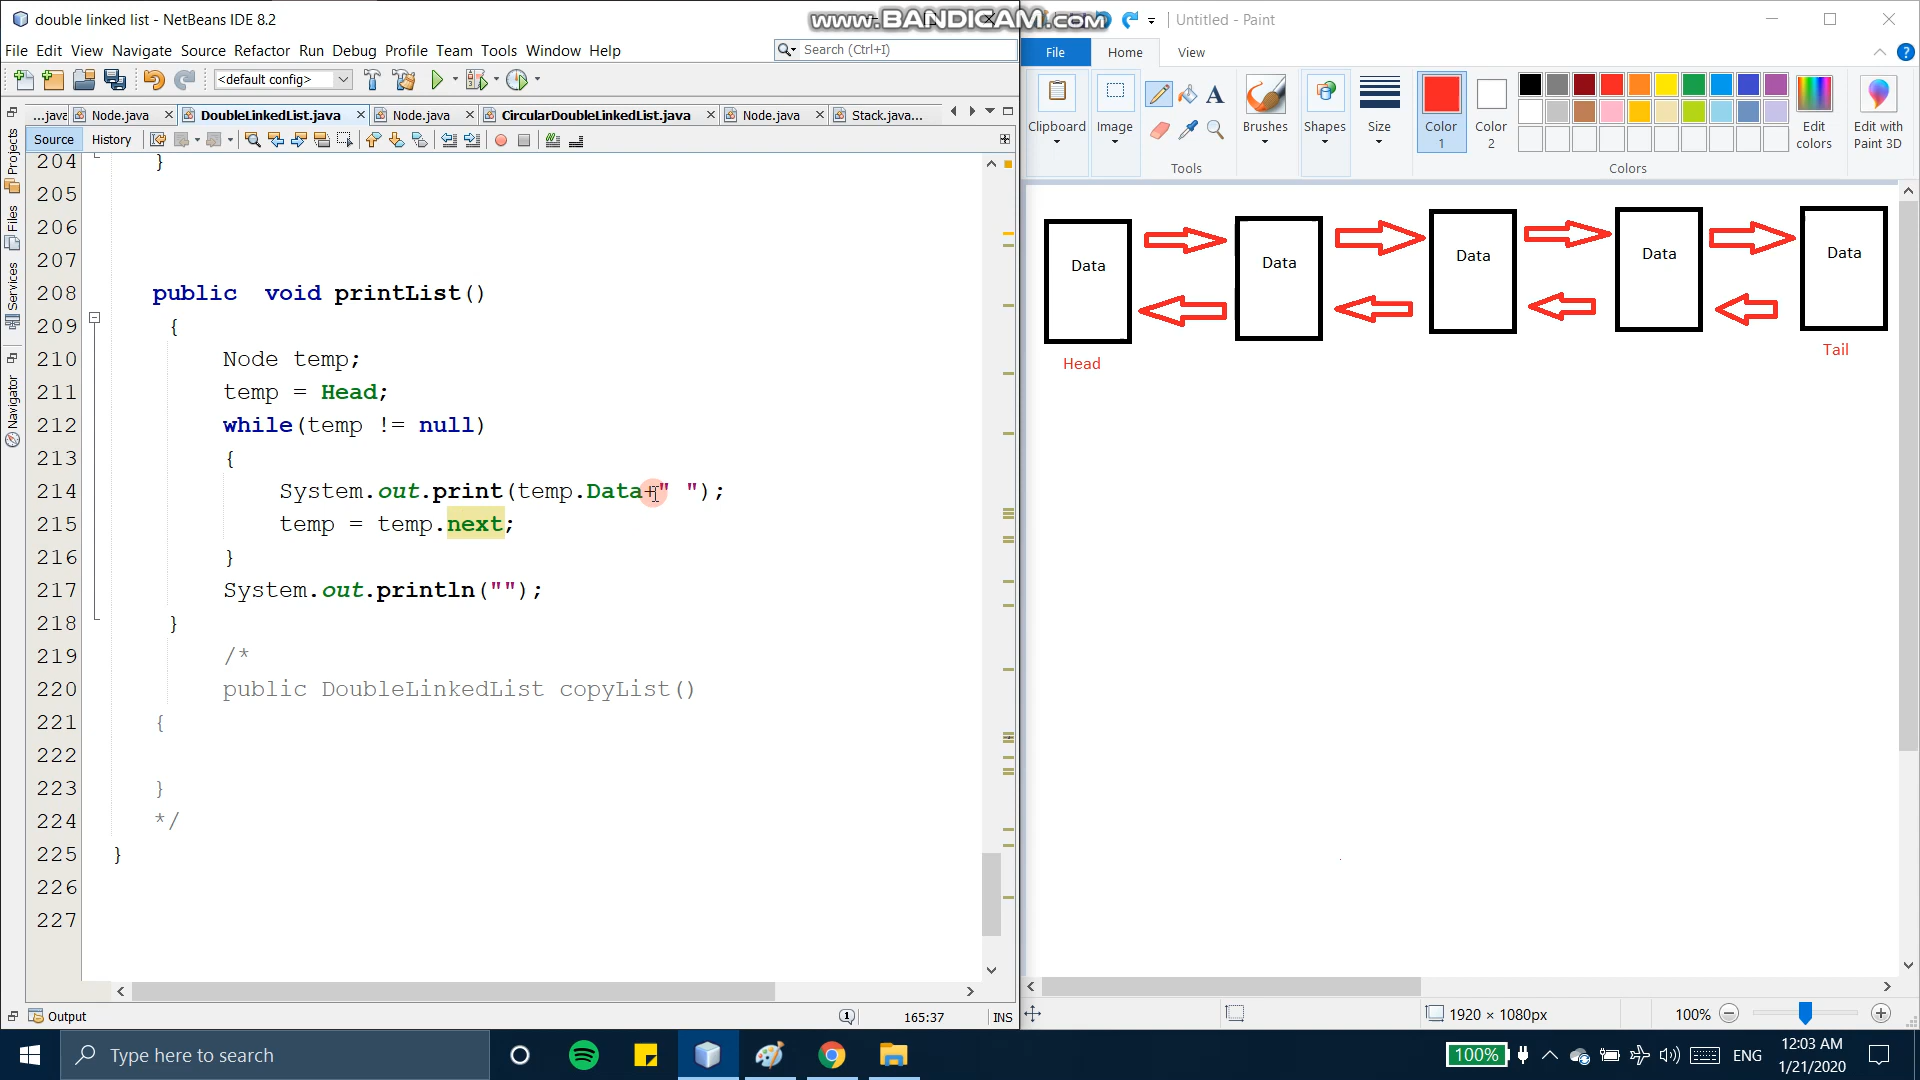 double linked list - NetBeans IDE 8.2
www.BANDICAM.com
Untitled - Paint
File Edit View Navigate Source Refactor Run Debug Profile Team Tools Window Help
Search (Ctrl+I)
File Home View
<default config>
...java Node.java DoubleLinkedList.java Node.java CircularDoubleLinkedList.java Node.java Stack.java...
Source History
Projects
Files
Services
Navigator
Clipboard Image Tools Brushes Shapes Size Color 1 Color 2 Colors Edit colors Edit with Paint 3D
204 }
205
206
207
208 public void printList()
209 {
210 Node temp;
211 temp = Head;
212 while(temp != null)
213 {
214 System.out.print(temp.Data+" ");
215 temp = temp.next;
216 }
217 System.out.println("");
218 }
219 /*
220 public DoubleLinkedList copyList()
221 {
222
223 }
224 */
225 }
226
227
Data Data Data Data Data
Head Tail
Output
1
165:37 INS
1920 × 1080px 100%
Type here to search
100% ENG 12:03 AM
1/21/2020